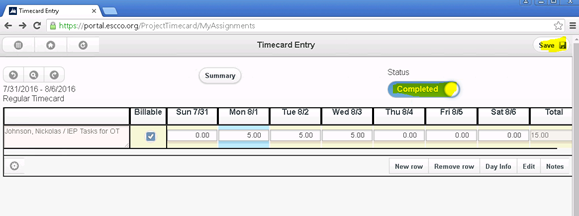 Timecard Entry
https://portal.escco.org/ProjectTimecard/MyAssignments
Timecard Entry
Save
Summary
Status
Completed
7/31/2016 - 8/6/2016
Regular Timecard
Billable Sun 7/31 Mon 8/1 Tue 8/2 Wed 8/3 Thu 8/4 Fri 8/5 Sat 8/6 Total
Johnson, Nickolas / IEP Tasks for OT 0.00 5.00 5.00 5.00 0.00 0.00 0.00 15.00
New row Remove row Day Info Edit Notes